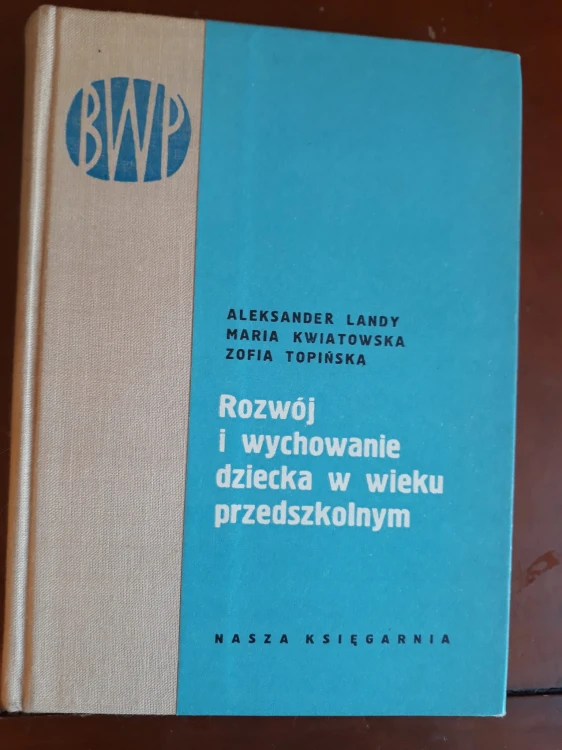 BWP
ALEKSANDER LANDY
MARIA KWIATOWSKA
ZOFIA TOPIŃSKA
Rozwój
i wychowanie
dziecka w wieku
przedszkolnym
NASZA KSIĘGARNIA